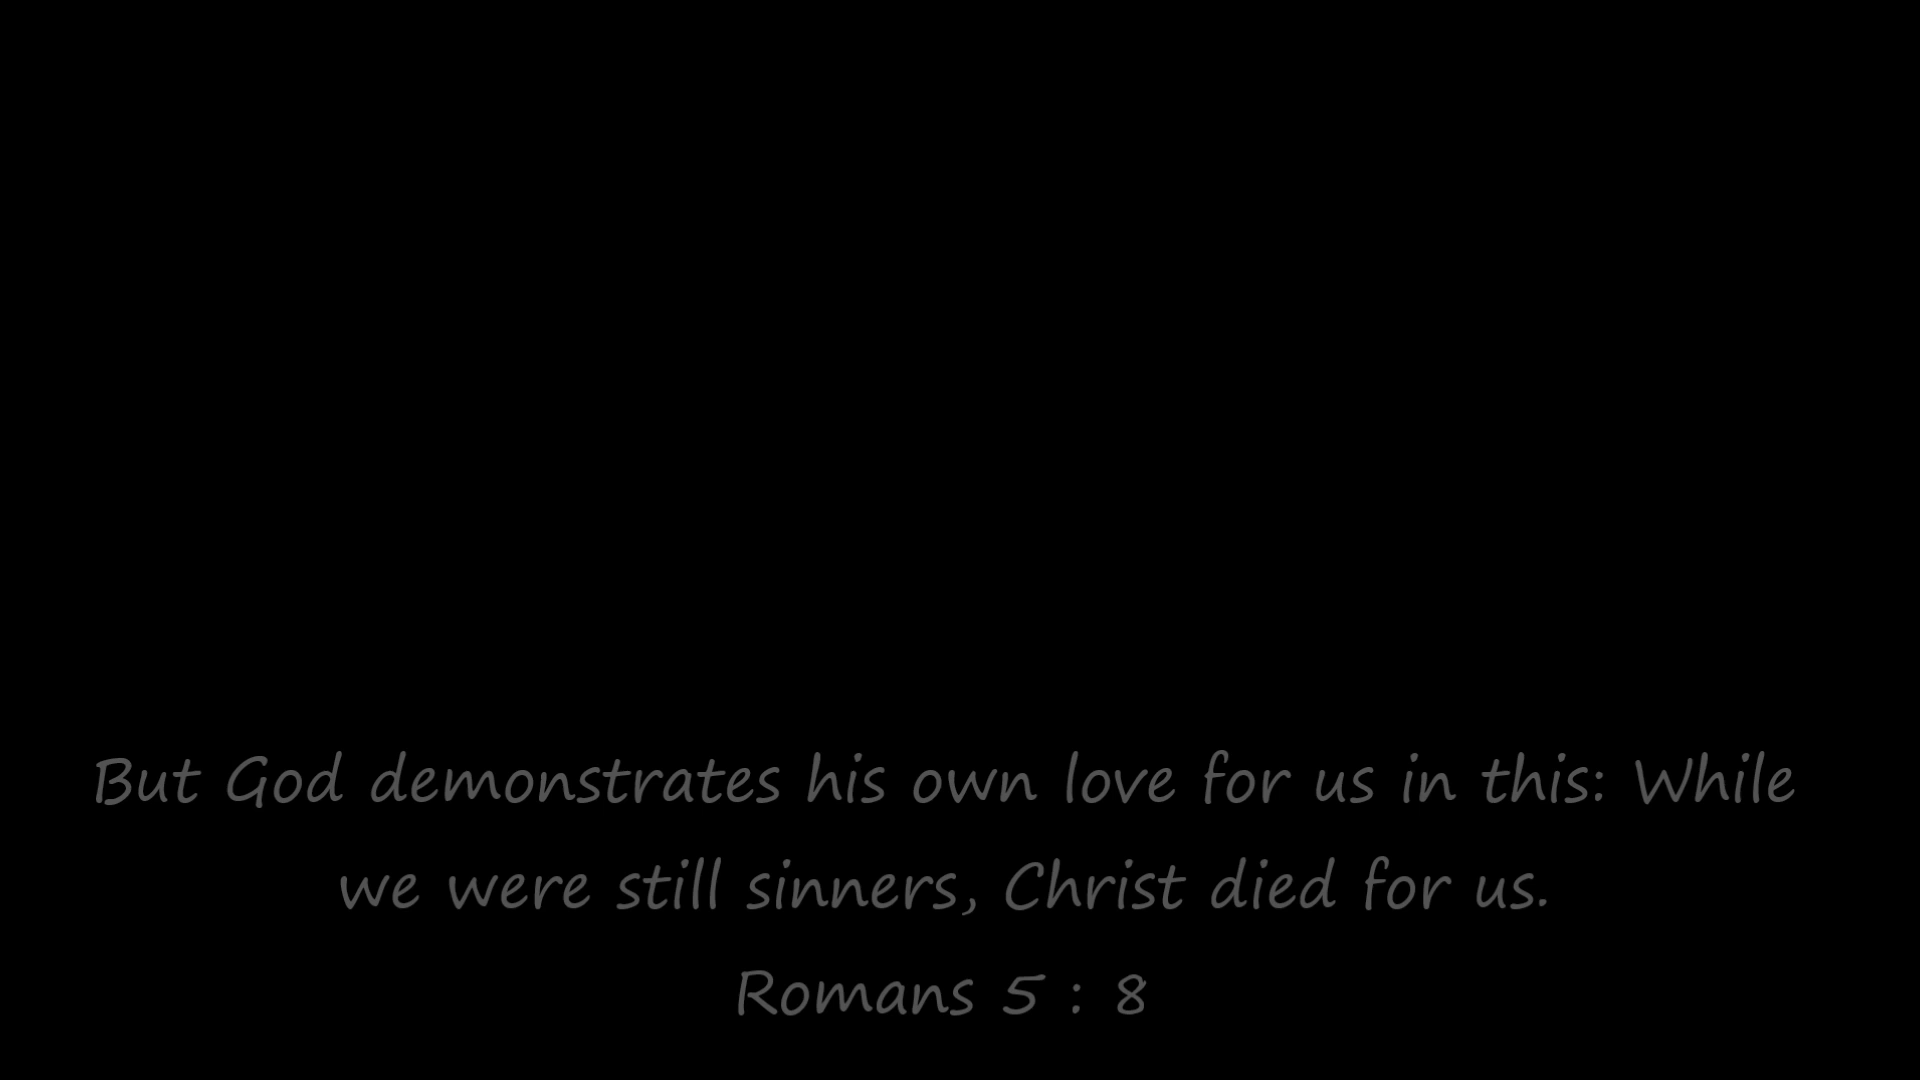 But God demonstrates his own love for us in this: While
we were still sinners, Christ died for us.
Romans 5 : 8